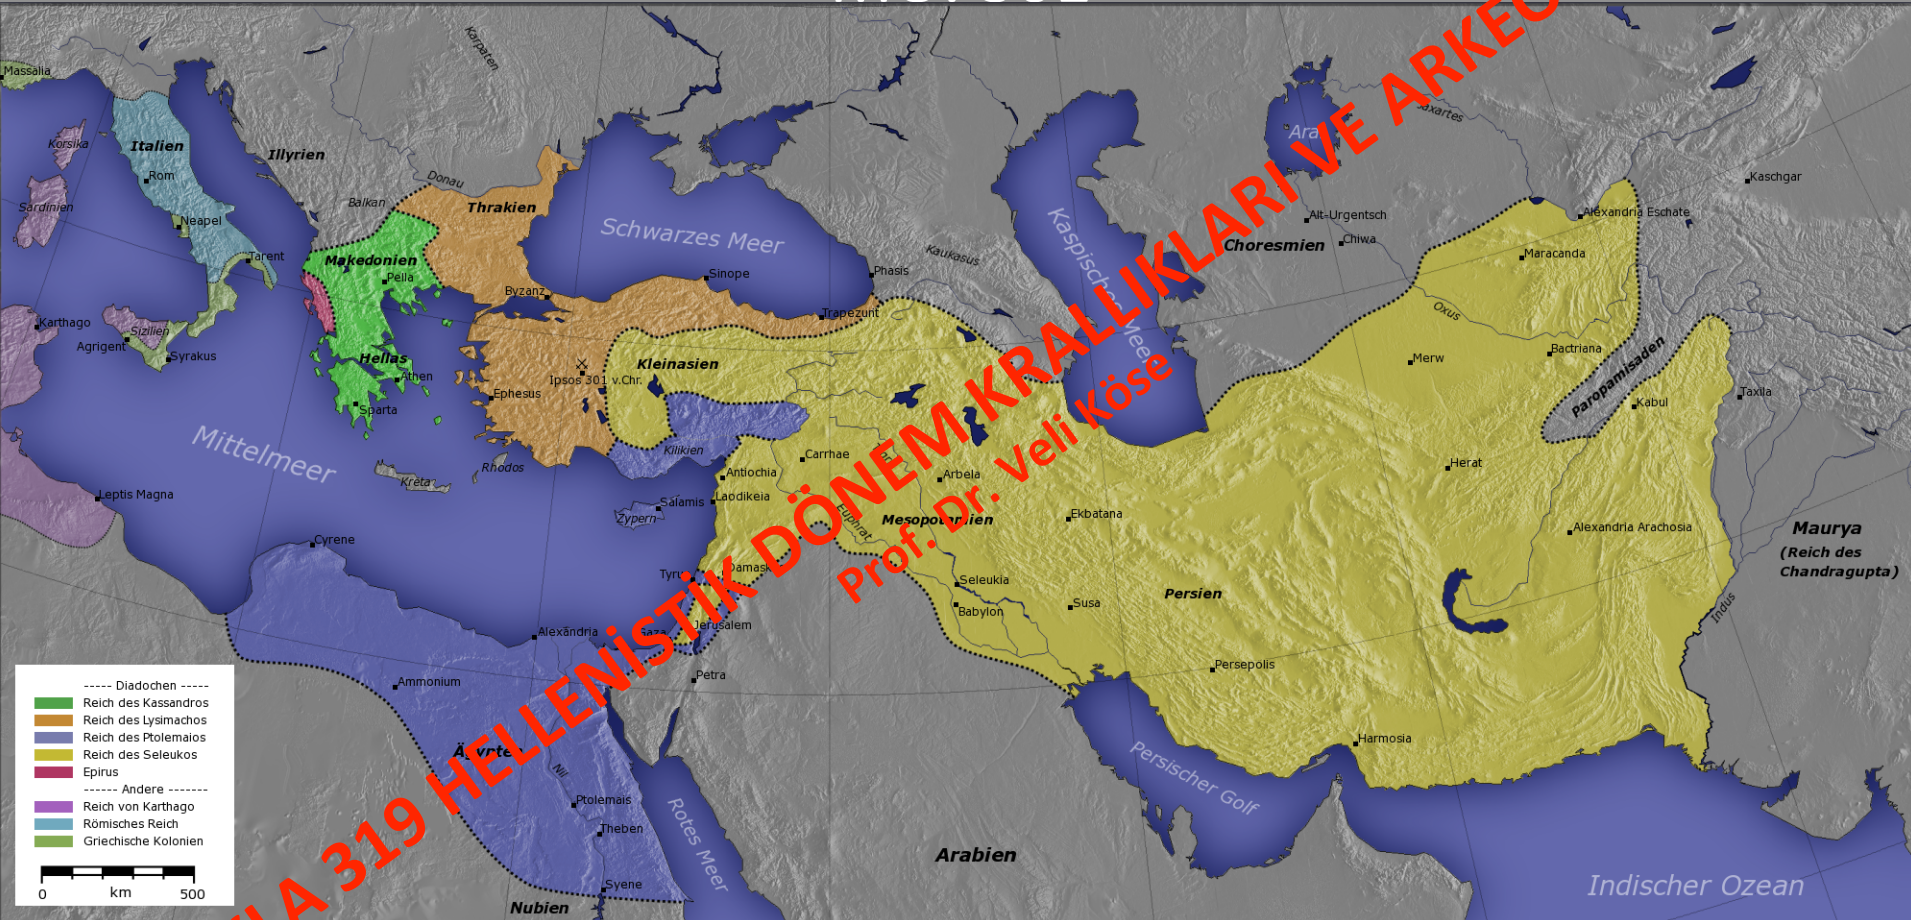 LA 319 HELLENİSTİK DÖNEM KRALLIKLARI VE ARKEO
Prof. Dr. Veli Köse
Massalia
Karpaten
Korsika
Italien
Rom
Illyrien
Sardinien
Neapel
Tarent
Donau
Balkan
Thrakien
Makedonien
Pella
Byzanz
Schwarzes Meer
Sinope
Phasis
Kaukasus
Trapezunt
Kaspisches Meer
Aral
Jaxartes
Kaschgar
Alt-Urgentsch
Choresmien
Chiwa
Alexandria Eschate
Maracanda
Oxus
Merw
Bactriana
Paropamisaden
Kabul
Taxila
Karthago
Sizilien
Agrigent
Syrakus
Hellas
Athen
Sparta
Kleinasien
Ipsos 301 v.Chr.
Ephesus
Mittelmeer
Kreta
Rhodos
Kilikien
Carrhae
Antiochia
Laodikeia
Salamis
Zypern
Arbela
Ekbatana
Mesopotamien
Euphrat
Herat
Alexandria Arachosia
Maurya
(Reich des
Chandragupta)
Leptis Magna
Cyrene
Tyrus
Damask
Seleukia
Babylon
Susa
Persien
Indus
Alexandria
Gaza
Jerusalem
Petra
Persepolis
Ammonium
Ägypten
Nil
Ptolemais
Theben
Rotes Meer
Harmosia
Persischer Golf
Arabien
Syene
Nubien
Indischer Ozean
----- Diadochen -----
Reich des Kassandros
Reich des Lysimachos
Reich des Ptolemaios
Reich des Seleukos
Epirus
------ Andere -------
Reich von Karthago
Römisches Reich
Griechische Kolonien
0 km 500